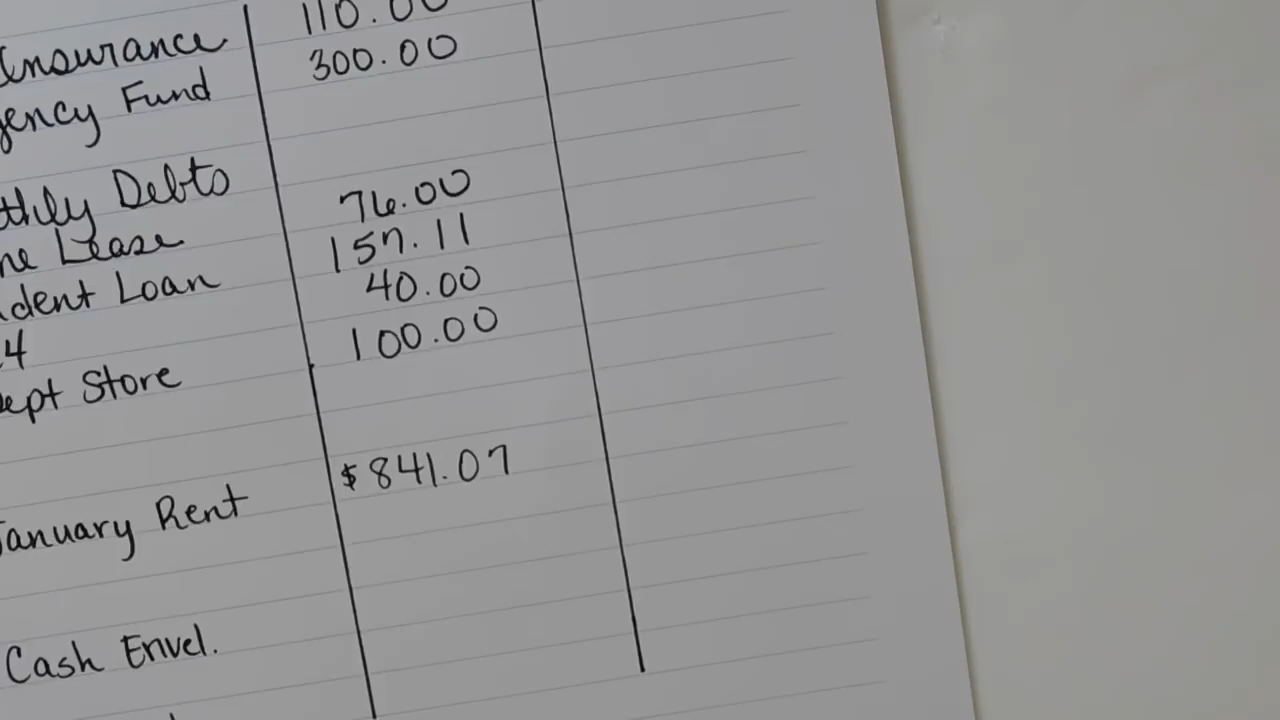 Insurance 110.00
gency Fund 300.00
thly Debts
ne Lease 76.00
dent Loan 157.11
4 40.00
ept Store 100.00
January Rent $841.07
Cash Envel.